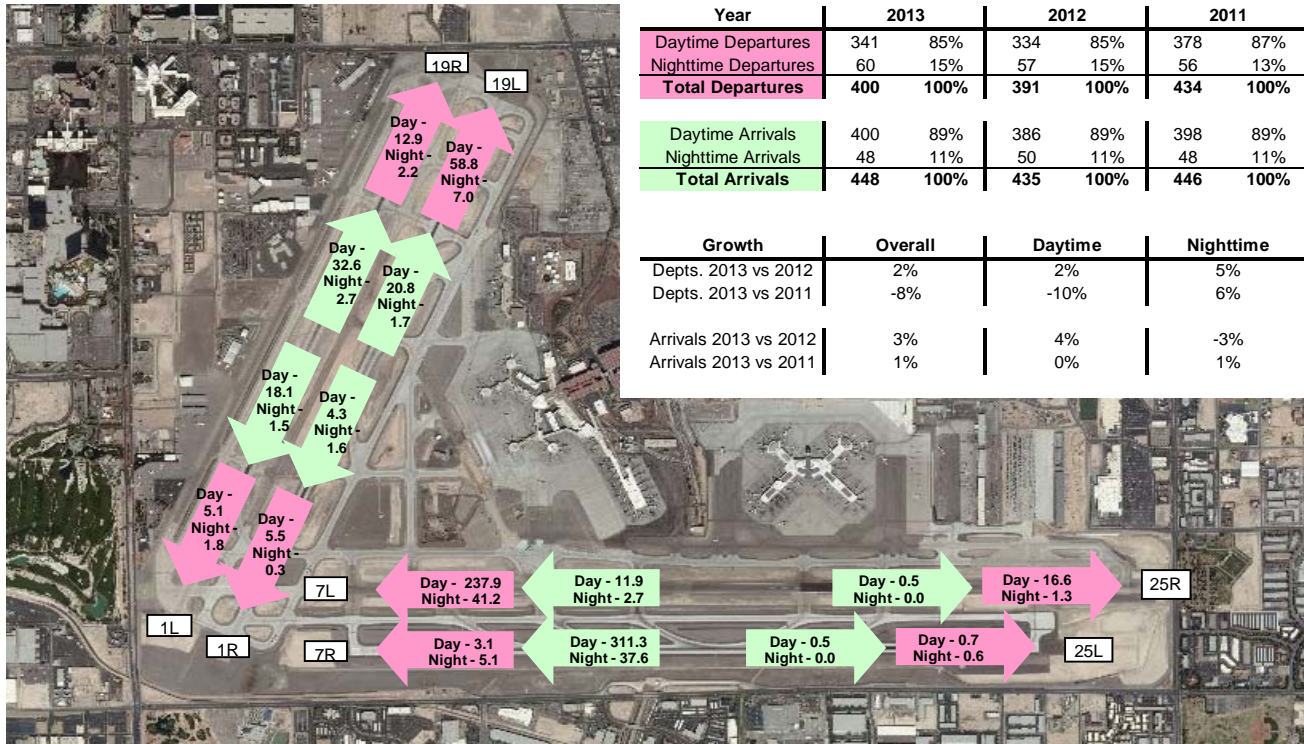 Year 2013 2012 2011
Daytime Departures 341 85% 334 85% 378 87%
Nighttime Departures 60 15% 57 15% 56 13%
Total Departures 400 100% 391 100% 434 100%
Daytime Arrivals 400 89% 386 89% 398 89%
Nighttime Arrivals 48 11% 50 11% 48 11%
Total Arrivals 448 100% 435 100% 446 100%
Growth Overall Daytime Nighttime
Depts. 2013 vs 2012 2% 2% 5%
Depts. 2013 vs 2011 -8% -10% 6%
Arrivals 2013 vs 2012 3% 4% -3%
Arrivals 2013 vs 2011 1% 0% 1%
19R
19L
Day -
12.9
Night -
2.2
Day -
58.8
Night -
7.0
Day -
32.6
Night -
2.7
Day -
20.8
Night -
1.7
Day -
18.1
Night -
1.5
Day -
4.3
Night -
1.6
Day -
5.1
Night -
1.8
Day -
5.5
Night -
0.3
7L
Day - 237.9
Night - 41.2
Day - 11.9
Night - 2.7
Day - 0.5
Night - 0.0
Day - 16.6
Night - 1.3
25R
1L
1R
7R
Day - 3.1
Night - 5.1
Day - 311.3
Night - 37.6
Day - 0.5
Night - 0.0
Day - 0.7
Night - 0.6
25L